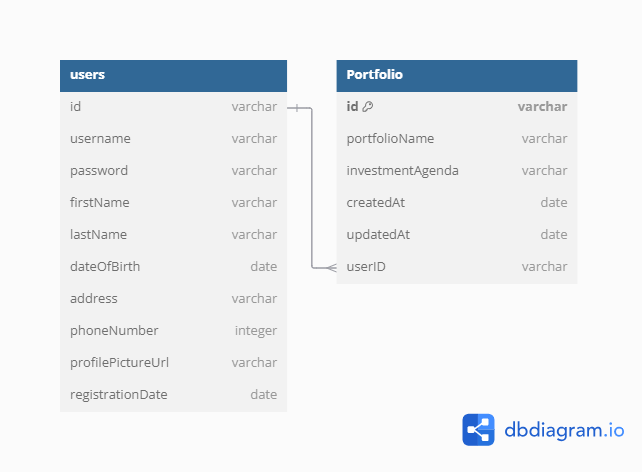 users
id varchar
username varchar
password varchar
firstName varchar
lastName varchar
dateOfBirth date
address varchar
phoneNumber integer
profilePictureUrl varchar
registrationDate date
Portfolio
id varchar
portfolioName varchar
investmentAgenda varchar
createdAt date
updatedAt date
userID varchar
dbdiagram.io